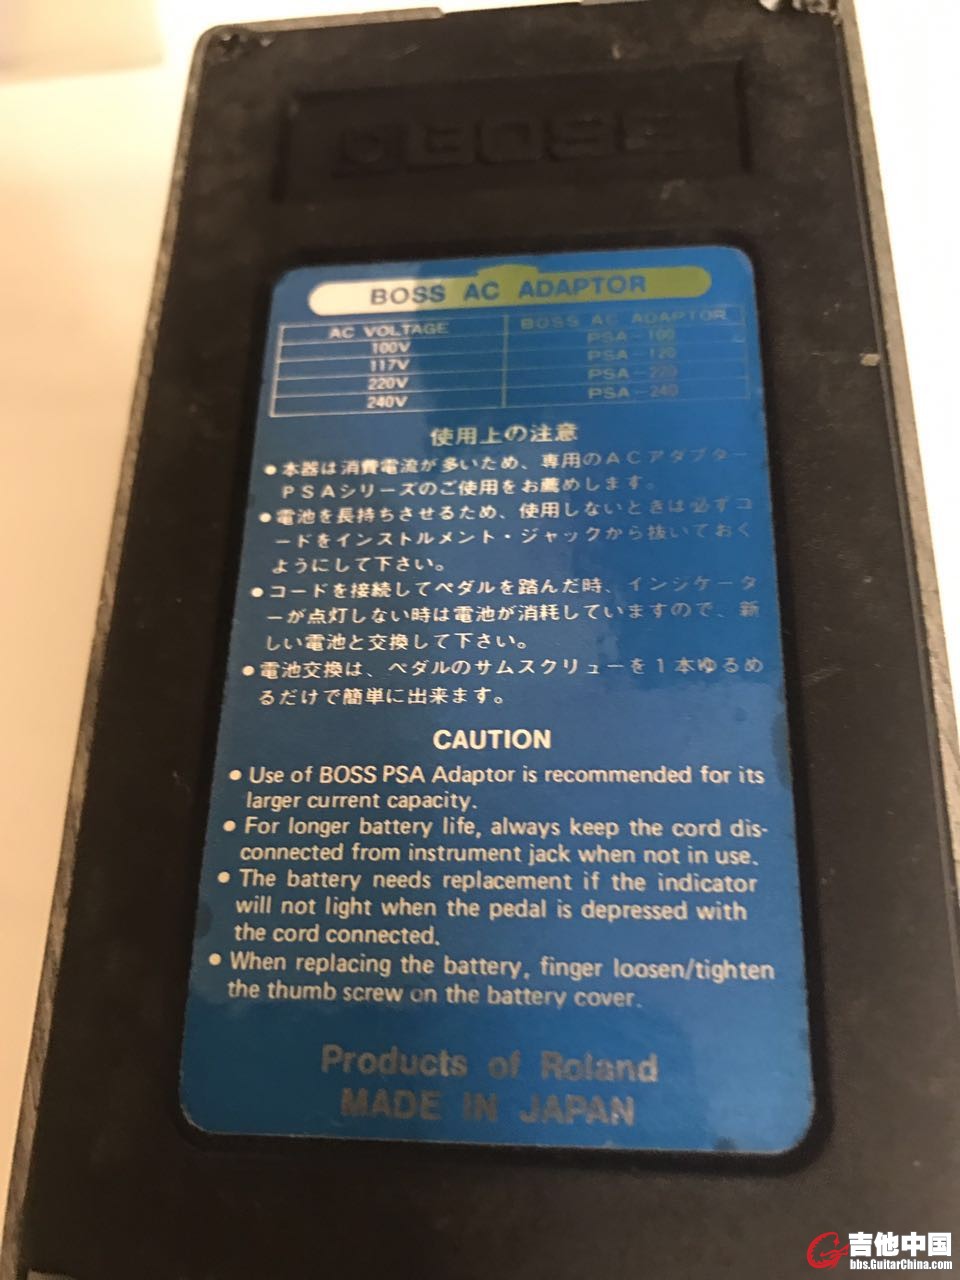 BOSS
BOSS AC ADAPTOR
AC VOLTAGE BOSS AC ADAPTOR
100V PSA-100
117V PSA-120
220V PSA-220
240V PSA-240
使用上の注意
●本器は消費電流が多いため、専用のACアダプター
PSAシリーズのご使用をお薦めします。
●電池を長持ちさせるため、使用しないときは必ずコ
ードをインストルメント・ジャックから抜いておく
ようにして下さい。
●コードを接続してペダルを踏んだ時、インジケータ
ーが点灯しない時は電池が消耗していますので、新
しい電池と交換して下さい。
●電池交換は、ペダルのサムスクリューを1本ゆるめ
るだけで簡単に出来ます。
CAUTION
● Use of BOSS PSA Adaptor is recommended for its
larger current capacity.
● For longer battery life, always keep the cord dis-
connected from instrument jack when not in use.
● The battery needs replacement if the indicator
will not light when the pedal is depressed with
the cord connected.
● When replacing the battery, finger loosen/tighten
the thumb screw on the battery cover.
Products of Roland
MADE IN JAPAN
吉他中国
bbs.GuitarChina.com